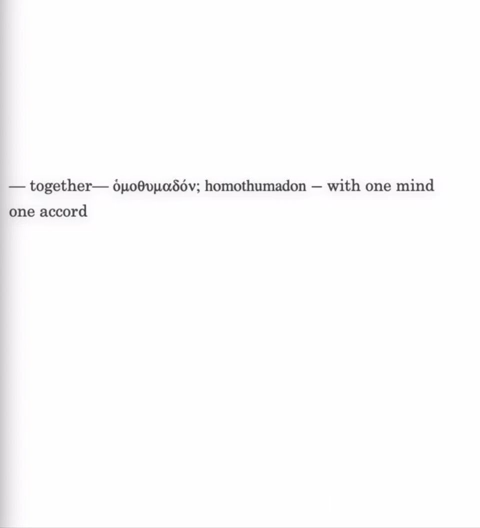 — together— ὁμοθυμαδόν; homothumadon – with one mind
one accord